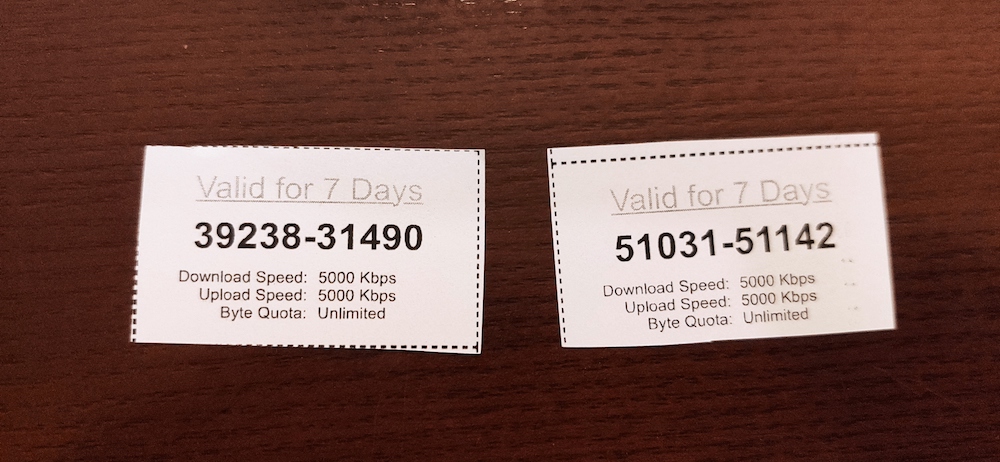 Valid for 7 Days
39238-31490
Download Speed: 5000 Kbps
Upload Speed: 5000 Kbps
Byte Quota: Unlimited
Valid for 7 Days
51031-51142
Download Speed: 5000 Kbps
Upload Speed: 5000 Kbps
Byte Quota: Unlimited